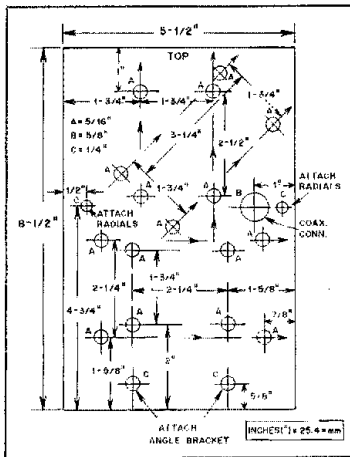 5-1/2"
TOP
1"
A
A
A
1-3/4"
1-3/4"
1-3/4"
A = 5/16"
B = 5/8"
C = 1/4"
3-1/4"
2-1/2"
A
8-1/2"
A
1/2"
1-3/4"
1"
ATTACH
RADIALS
C
A
A
B
C
ATTACH
RADIALS
A
COAX.
CONN.
A
A
A
A
1-3/4"
2-1/4"
2-1/4"
1-5/8"
4-3/4"
7/8"
A
A
A
A
1-5/8"
2"
C
C
5/8"
ATTACH
ANGLE BRACKET
INCHES(") x 25.4 = mm